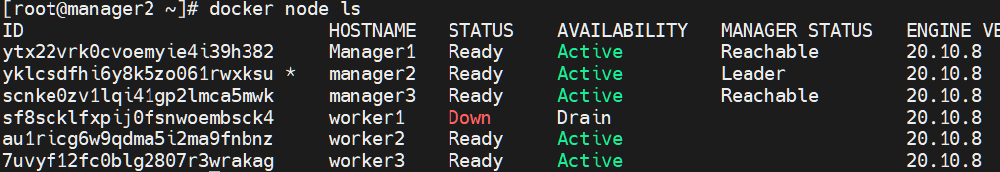 [root@manager2 ~]# docker node ls
ID HOSTNAME STATUS AVAILABILITY MANAGER STATUS ENGINE VE
ytx22vrk0cvoemyie4i39h382 Manager1 Ready Active Reachable 20.10.8
yklcsdfhi6y8k5zo061rwxksu * manager2 Ready Active Leader 20.10.8
scnke0zv1lqi41gp2lmca5mwk manager3 Ready Active Reachable 20.10.8
sf8scklfxpij0fsnwoembsck4 worker1 Down Drain 20.10.8
au1ricg6w9qdma5i2ma9fnbnz worker2 Ready Active 20.10.8
7uvyf12fc0blg2807r3wrakag worker3 Ready Active 20.10.8